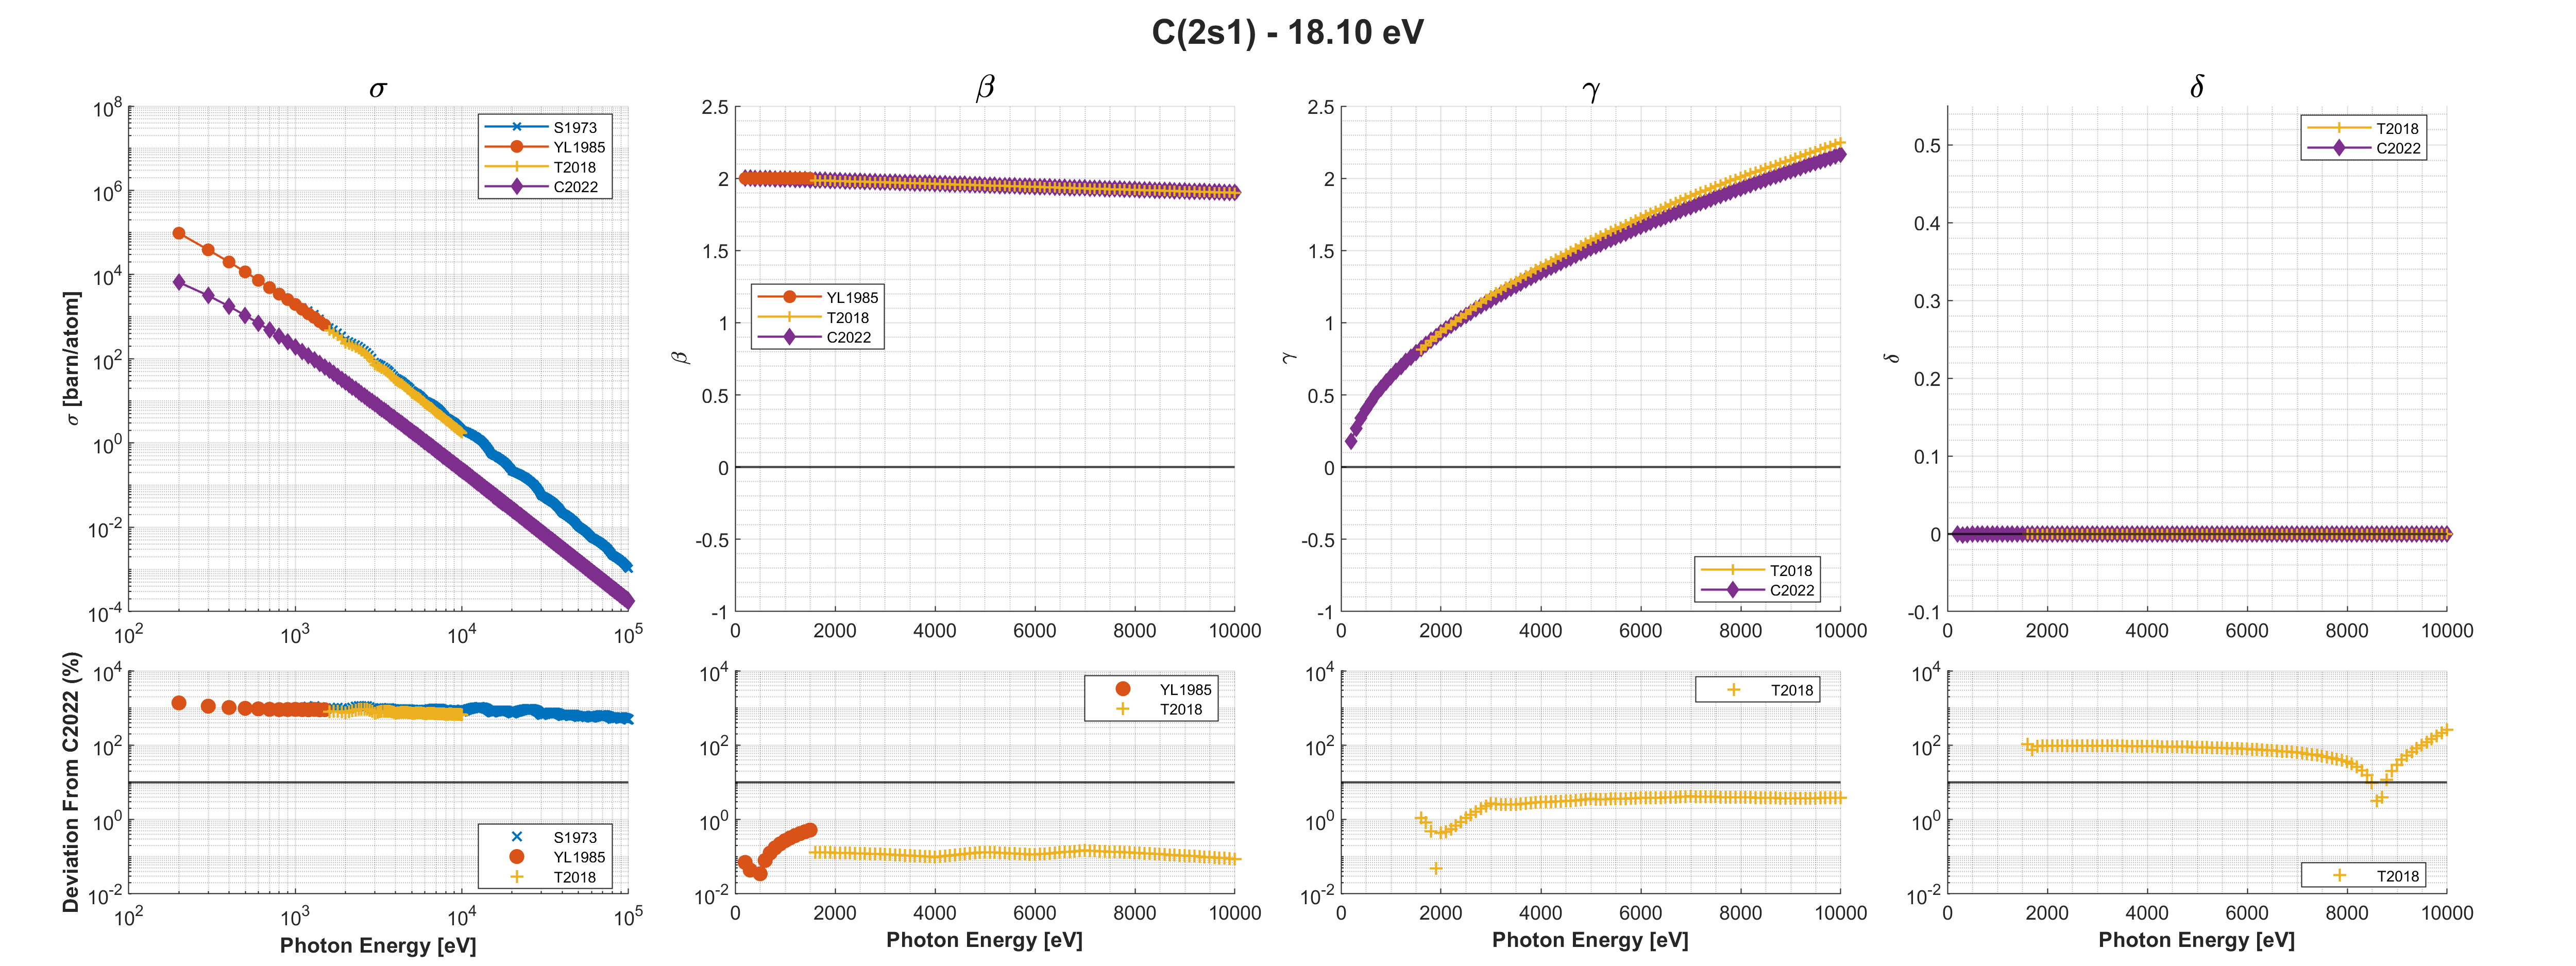 C(2s1) - 18.10 eV
σ
10^8
10^6
10^4
10^2
10^0
10^-2
10^-4
10^2
10^3
10^4
10^5
σ [barn/atom]
S1973
YL1985
T2018
C2022
β
2.5
2
1.5
1
0.5
0
-0.5
-1
0
2000
4000
6000
8000
10000
β
YL1985
T2018
C2022
γ
2.5
2
1.5
1
0.5
0
-0.5
-1
0
2000
4000
6000
8000
10000
γ
T2018
C2022
δ
0.5
0.4
0.3
0.2
0.1
0
-0.1
0
2000
4000
6000
8000
10000
δ
T2018
C2022
Deviation From C2022 (%)
10^4
10^2
10^0
10^-2
10^2
10^3
10^4
10^5
Photon Energy [eV]
S1973
YL1985
T2018
10^4
10^2
10^0
10^-2
0
2000
4000
6000
8000
10000
Photon Energy [eV]
YL1985
T2018
10^4
10^2
10^0
10^-2
0
2000
4000
6000
8000
10000
Photon Energy [eV]
T2018
10^4
10^2
10^0
10^-2
0
2000
4000
6000
8000
10000
Photon Energy [eV]
T2018